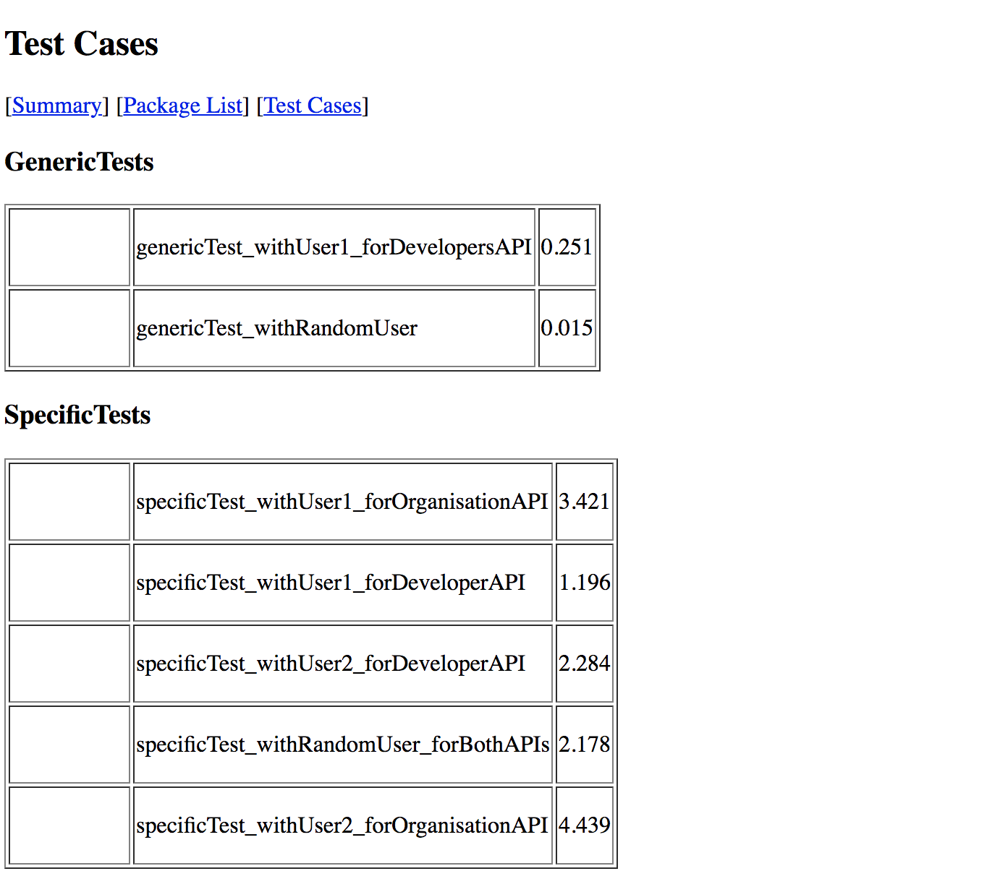 Test Cases
[Summary] [Package List] [Test Cases]
GenericTests
genericTest_withUser1_forDevelopersAPI 0.251
genericTest_withRandomUser 0.015
SpecificTests
specificTest_withUser1_forOrganisationAPI 3.421
specificTest_withUser1_forDeveloperAPI 1.196
specificTest_withUser2_forDeveloperAPI 2.284
specificTest_withRandomUser_forBothAPIs 2.178
specificTest_withUser2_forOrganisationAPI 4.439